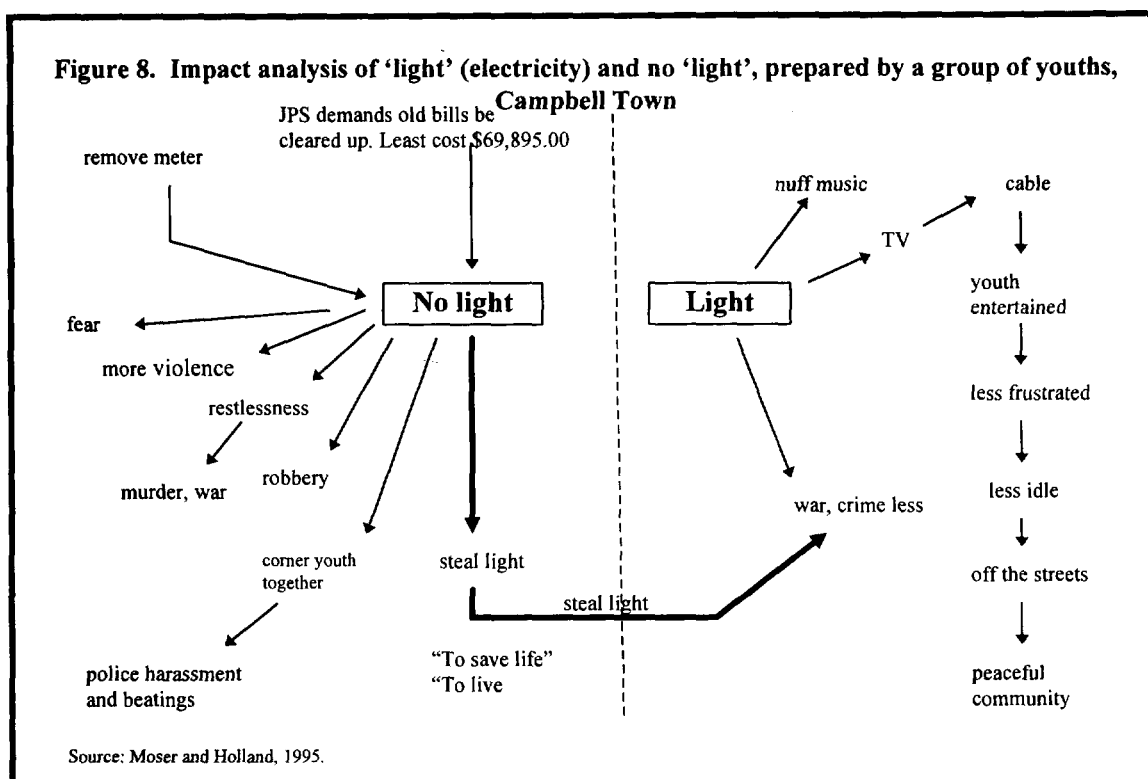 Figure 8. Impact analysis of ‘light’ (electricity) and no ‘light’, prepared by a group of youths,
Campbell Town
JPS demands old bills be
cleared up. Least cost $69,895.00
remove meter
No light
fear
more violence
restlessness
murder, war
robbery
corner youth
together
police harassment
and beatings
steal light
steal light
“To save life”
“To live
Light
nuff music
TV
cable
youth
entertained
less frustrated
less idle
off the streets
peaceful
community
war, crime less
Source: Moser and Holland, 1995.